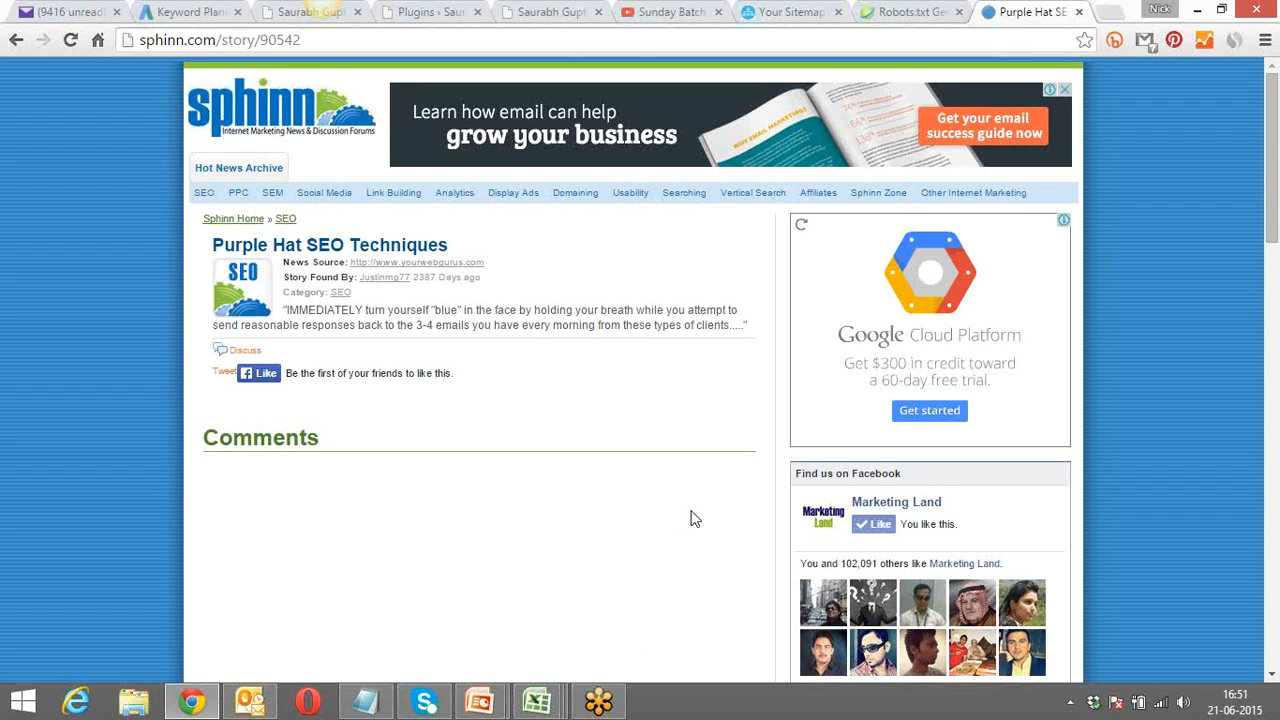 (9416 unread)
Keyword Plan
Saurabh Gupt
Plugins ‹ Saur
Saurabh Gupt
Sunday Batch
Your Sitemap
Robots.txt Ge
Purple Hat SE
Nick
sphinn.com/story/90542
sphinn
Internet Marketing News & Discussion Forums
Learn how email can help
grow your business
WHY EMAIL MARKETING?
Get your email
success guide now
Hot News Archive
SEO PPC SEM Social Media Link Building Analytics Display Ads Domaining Usability Searching Vertical Search Affiliates Sphinn Zone Other Internet Marketing
Sphinn Home » SEO
Purple Hat SEO Techniques
SEO
News Source: http://www.yourwebgurus.com
Story Found By: Justinmg77 2387 Days ago
Category: SEO
"IMMEDIATELY turn yourself "blue" in the face by holding your breath while you attempt to
send reasonable responses back to the 3-4 emails you have every morning from these types of clients....."
Discuss
Tweet
Like Be the first of your friends to like this.
Comments
Google Cloud Platform
Get $300 in credit toward
a 60-day free trial.
Get started
Find us on Facebook
Marketing
Land
Marketing Land
Like You like this.
You and 102,091 others like Marketing Land.
16:51
21-06-2015